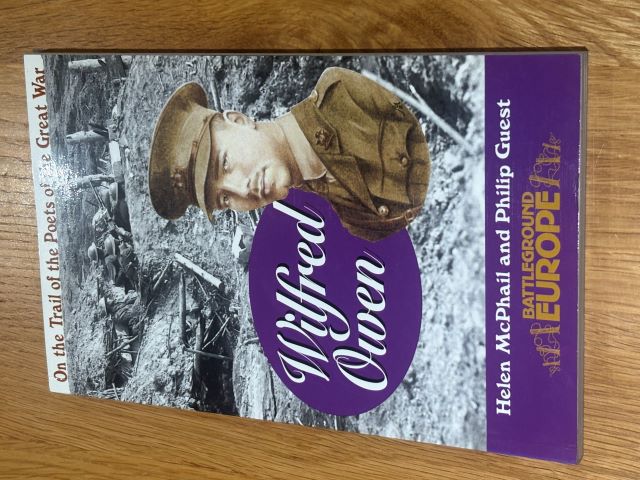 On the Trail of the Poets of the Great War
Wilfred
Owen
Helen McPhail and Philip Guest
BATTLEGROUND
EUROPE